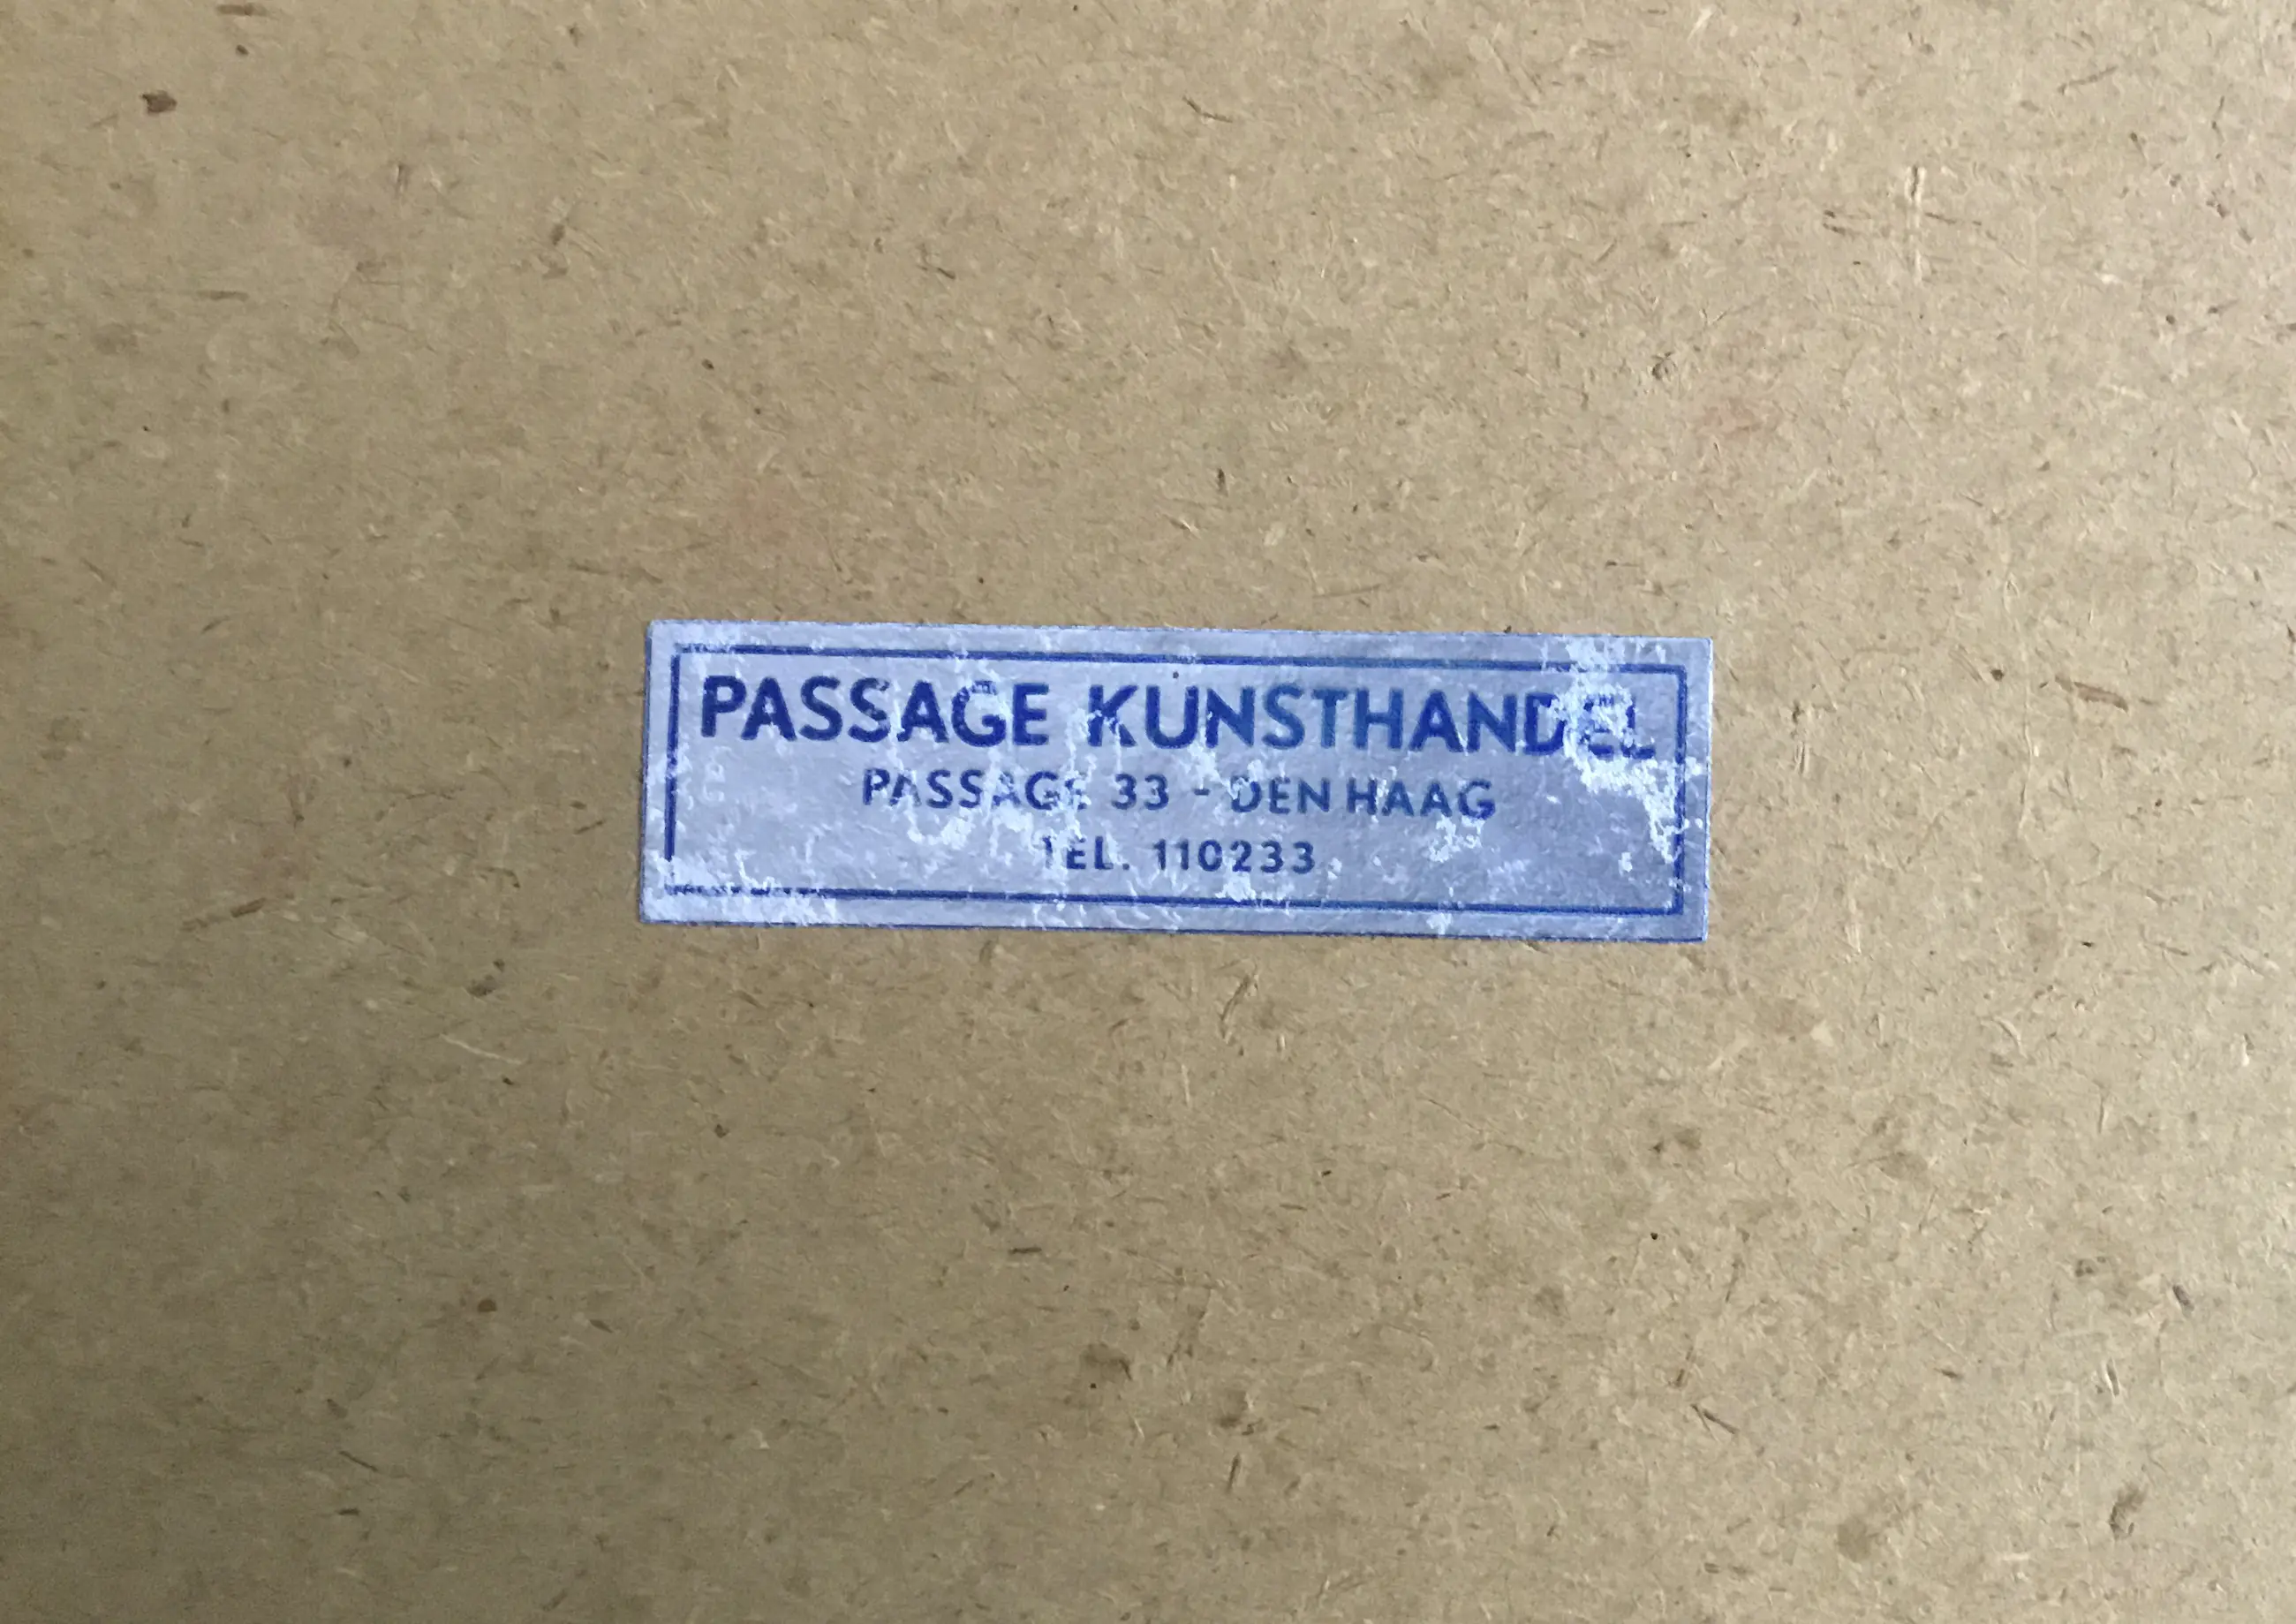 PASSAGE KUNSTHANDEL
PASSAGE 33 - DEN HAAG
TEL. 110233